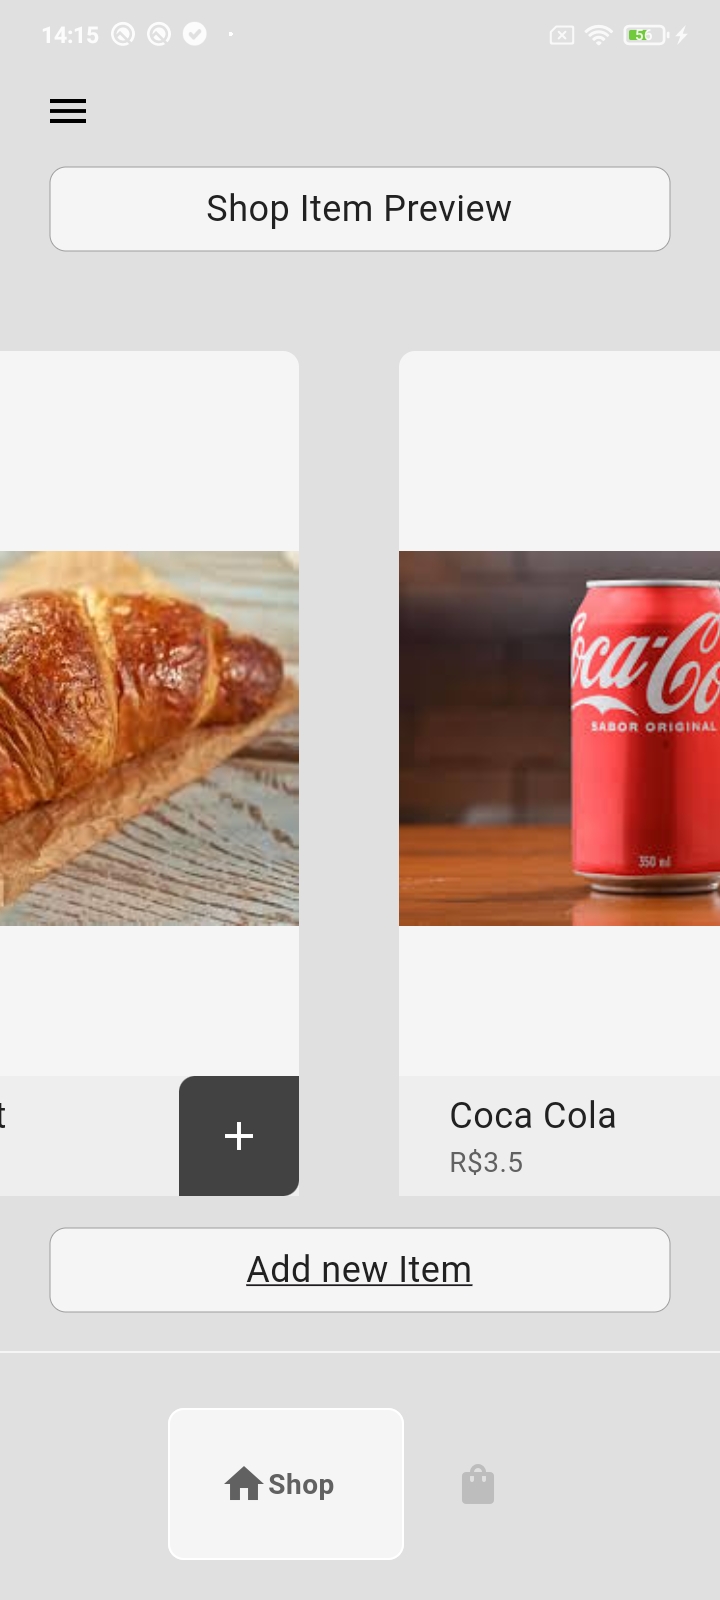 14:15
56
Shop Item Preview
Coca-Co
SABOR ORIGINAL
350 ml
t
Coca Cola
R$3.5
Add new Item
Shop